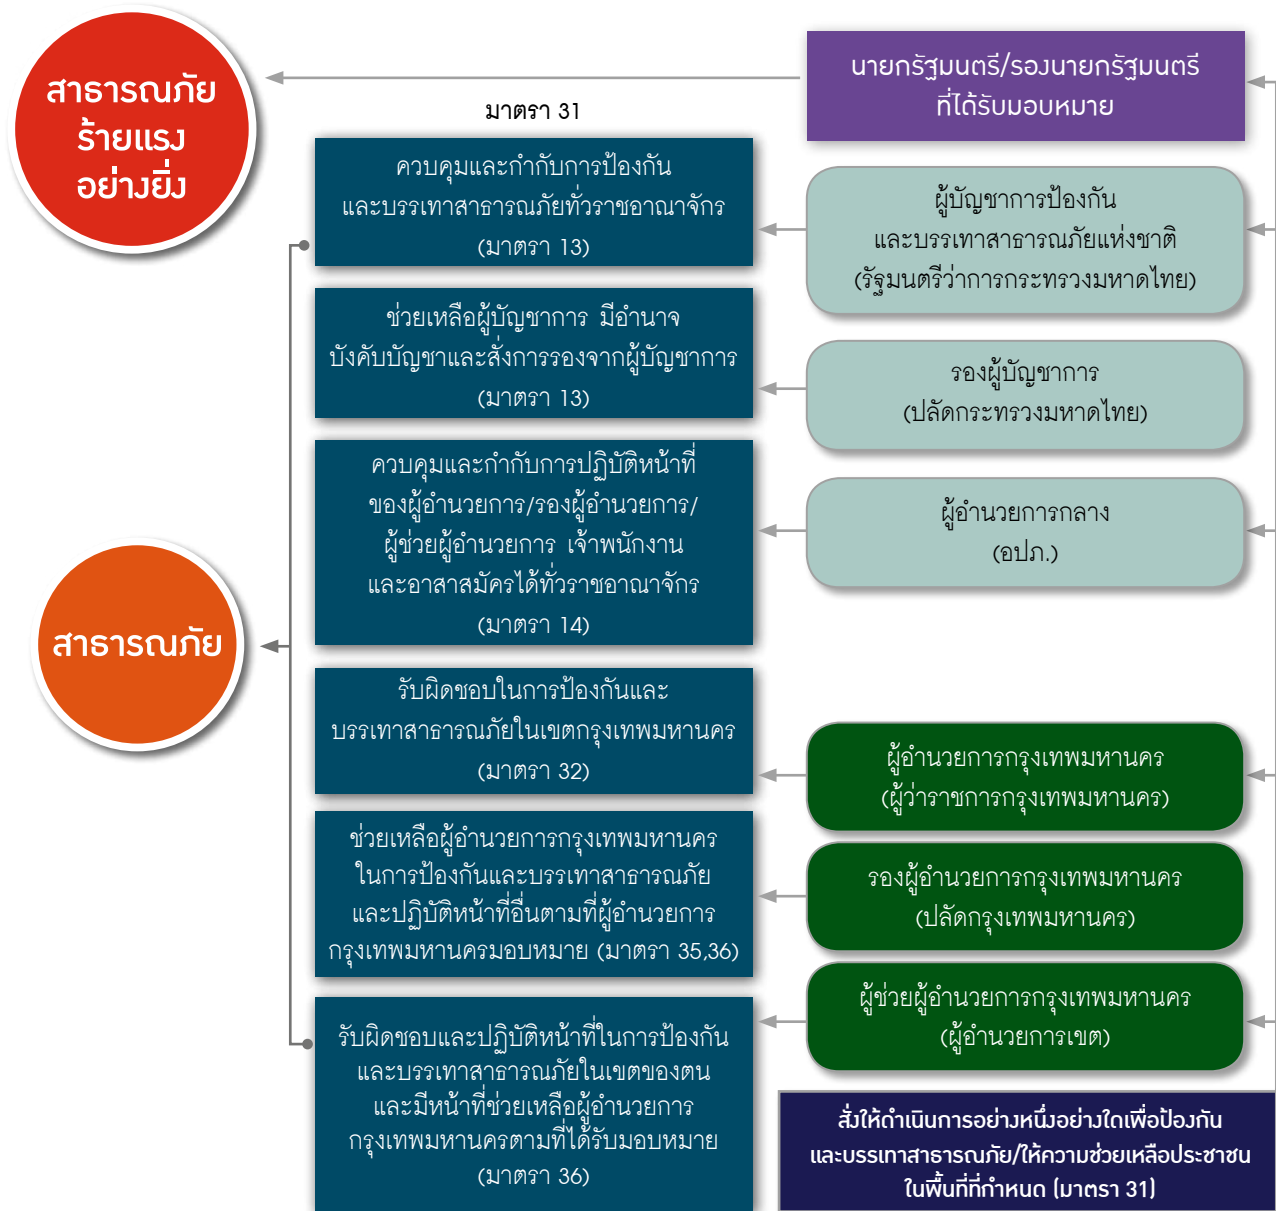 สาธารณภัย
ร้ายแรง
อย่างยิ่ง
มาตรา 31
นายกรัฐมนตรี/รองนายกรัฐมนตรี
ที่ได้รับมอบหมาย
ควบคุมและกำกับการป้องกัน
และบรรเทาสาธารณภัยทั่วราชอาณาจักร
(มาตรา 13)
ผู้บัญชาการป้องกัน
และบรรเทาสาธารณภัยแห่งชาติ
(รัฐมนตรีว่าการกระทรวงมหาดไทย)
ช่วยเหลือผู้บัญชาการ มีอำนาจ
บังคับบัญชาและสั่งการรองจากผู้บัญชาการ
(มาตรา 13)
รองผู้บัญชาการ
(ปลัดกระทรวงมหาดไทย)
ควบคุมและกำกับการปฏิบัติหน้าที่
ของผู้อำนวยการ/รองผู้อำนวยการ/
ผู้ช่วยผู้อำนวยการ เจ้าพนักงาน
และอาสาสมัครได้ทั่วราชอาณาจักร
(มาตรา 14)
ผู้อำนวยการกลาง
(อปภ.)
สาธารณภัย
รับผิดชอบในการป้องกันและ
บรรเทาสาธารณภัยในเขตกรุงเทพมหานคร
(มาตรา 32)
ผู้อำนวยการกรุงเทพมหานคร
(ผู้ว่าราชการกรุงเทพมหานคร)
ช่วยเหลือผู้อำนวยการกรุงเทพมหานคร
ในการป้องกันและบรรเทาสาธารณภัย
และปฏิบัติหน้าที่อื่นตามที่ผู้อำนวยการ
กรุงเทพมหานครมอบหมาย (มาตรา 35,36)
รองผู้อำนวยการกรุงเทพมหานคร
(ปลัดกรุงเทพมหานคร)
รับผิดชอบและปฏิบัติหน้าที่ในการป้องกัน
และบรรเทาสาธารณภัยในเขตของตน
และมีหน้าที่ช่วยเหลือผู้อำนวยการ
กรุงเทพมหานครตามที่ได้รับมอบหมาย
(มาตรา 36)
ผู้ช่วยผู้อำนวยการกรุงเทพมหานคร
(ผู้อำนวยการเขต)
สั่งให้ดำเนินการอย่างหนึ่งอย่างใดเพื่อป้องกัน
และบรรเทาสาธารณภัย/ให้ความช่วยเหลือประชาชน
ในพื้นที่ที่กำหนด (มาตรา 31)